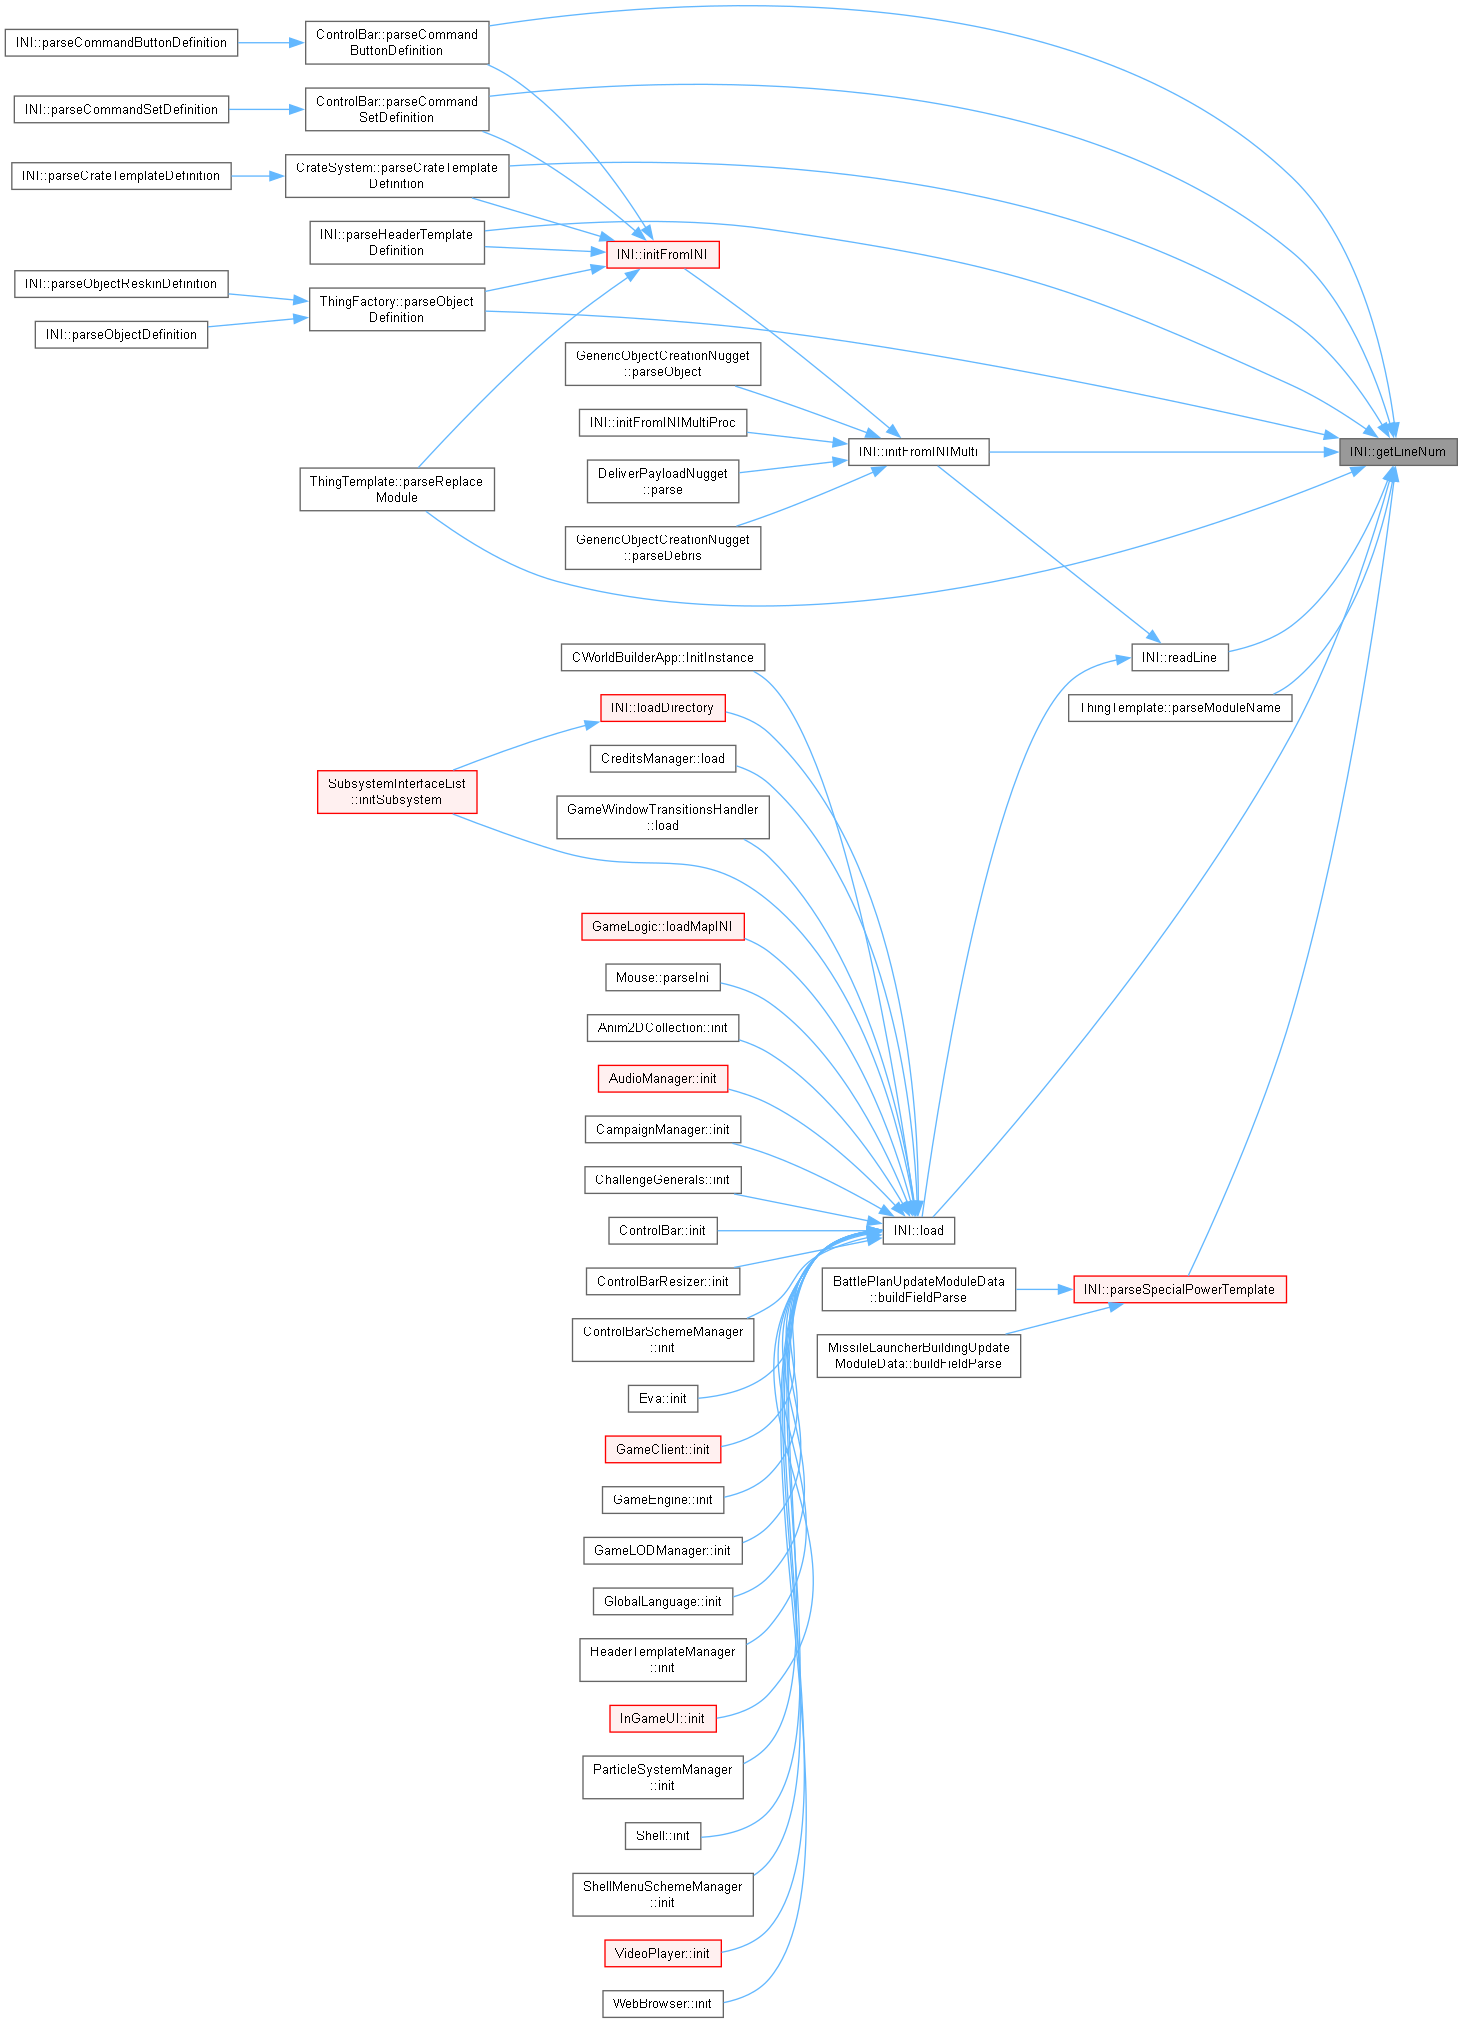 INI::parseCommandButtonDefinition
ControlBar::parseCommand
ButtonDefinition
INI::parseCommandSetDefinition
ControlBar::parseCommand
SetDefinition
INI::parseCrateTemplateDefinition
CrateSystem::parseCrateTemplate
Definition
INI::parseHeaderTemplate
Definition
INI::initFromINI
INI::parseObjectReskinDefinition
ThingFactory::parseObject
Definition
INI::parseObjectDefinition
GenericObjectCreationNugget
::parseObject
INI::initFromINIMultiProc
INI::initFromINIMulti
INI::getLineNum
DeliverPayloadNugget
::parse
ThingTemplate::parseReplace
Module
GenericObjectCreationNugget
::parseDebris
CWorldBuilderApp::InitInstance
INI::readLine
INI::loadDirectory
ThingTemplate::parseModuleName
CreditsManager::load
SubsystemInterfaceList
::initSubsystem
GameWindowTransitionsHandler
::load
GameLogic::loadMapINI
Mouse::parseIni
Anim2DCollection::init
AudioManager::init
CampaignManager::init
ChallengeGenerals::init
ControlBar::init
INI::load
ControlBarResizer::init
BattlePlanUpdateModuleData
::buildFieldParse
INI::parseSpecialPowerTemplate
ControlBarSchemeManager
::init
MissileLauncherBuildingUpdate
ModuleData::buildFieldParse
Eva::init
GameClient::init
GameEngine::init
GameLODManager::init
GlobalLanguage::init
HeaderTemplateManager
::init
InGameUI::init
ParticleSystemManager
::init
Shell::init
ShellMenuSchemeManager
::init
VideoPlayer::init
WebBrowser::init